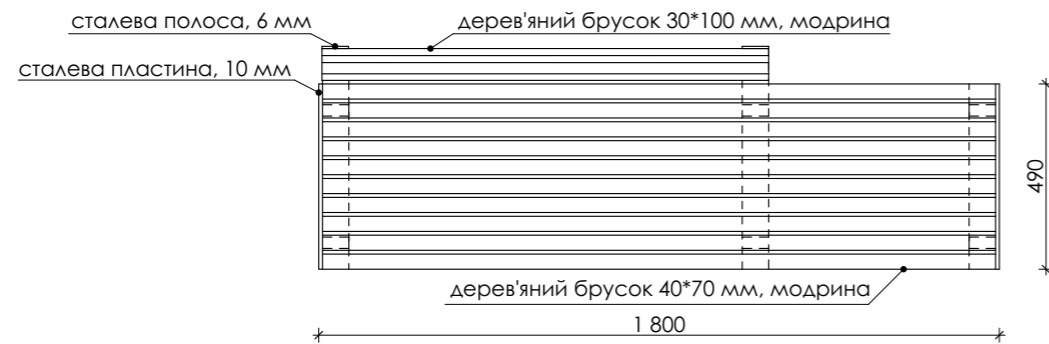 сталева полоса, 6 мм
дерев'яний брусок 30*100 мм, модрина
сталева пластина, 10 мм
490
дерев'яний брусок 40*70 мм, модрина
1 800